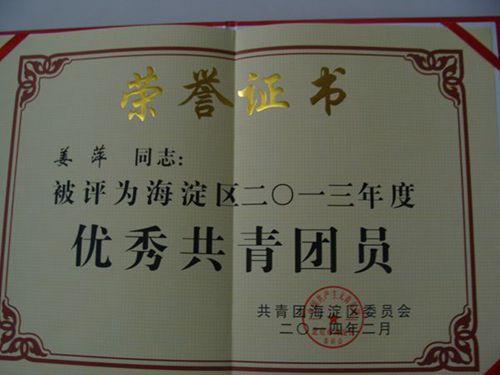 荣誉证书
姜萍 同志:
被评为海淀区二〇一三年度
优秀共青团员
共青团海淀区委员会
二〇一四年二月